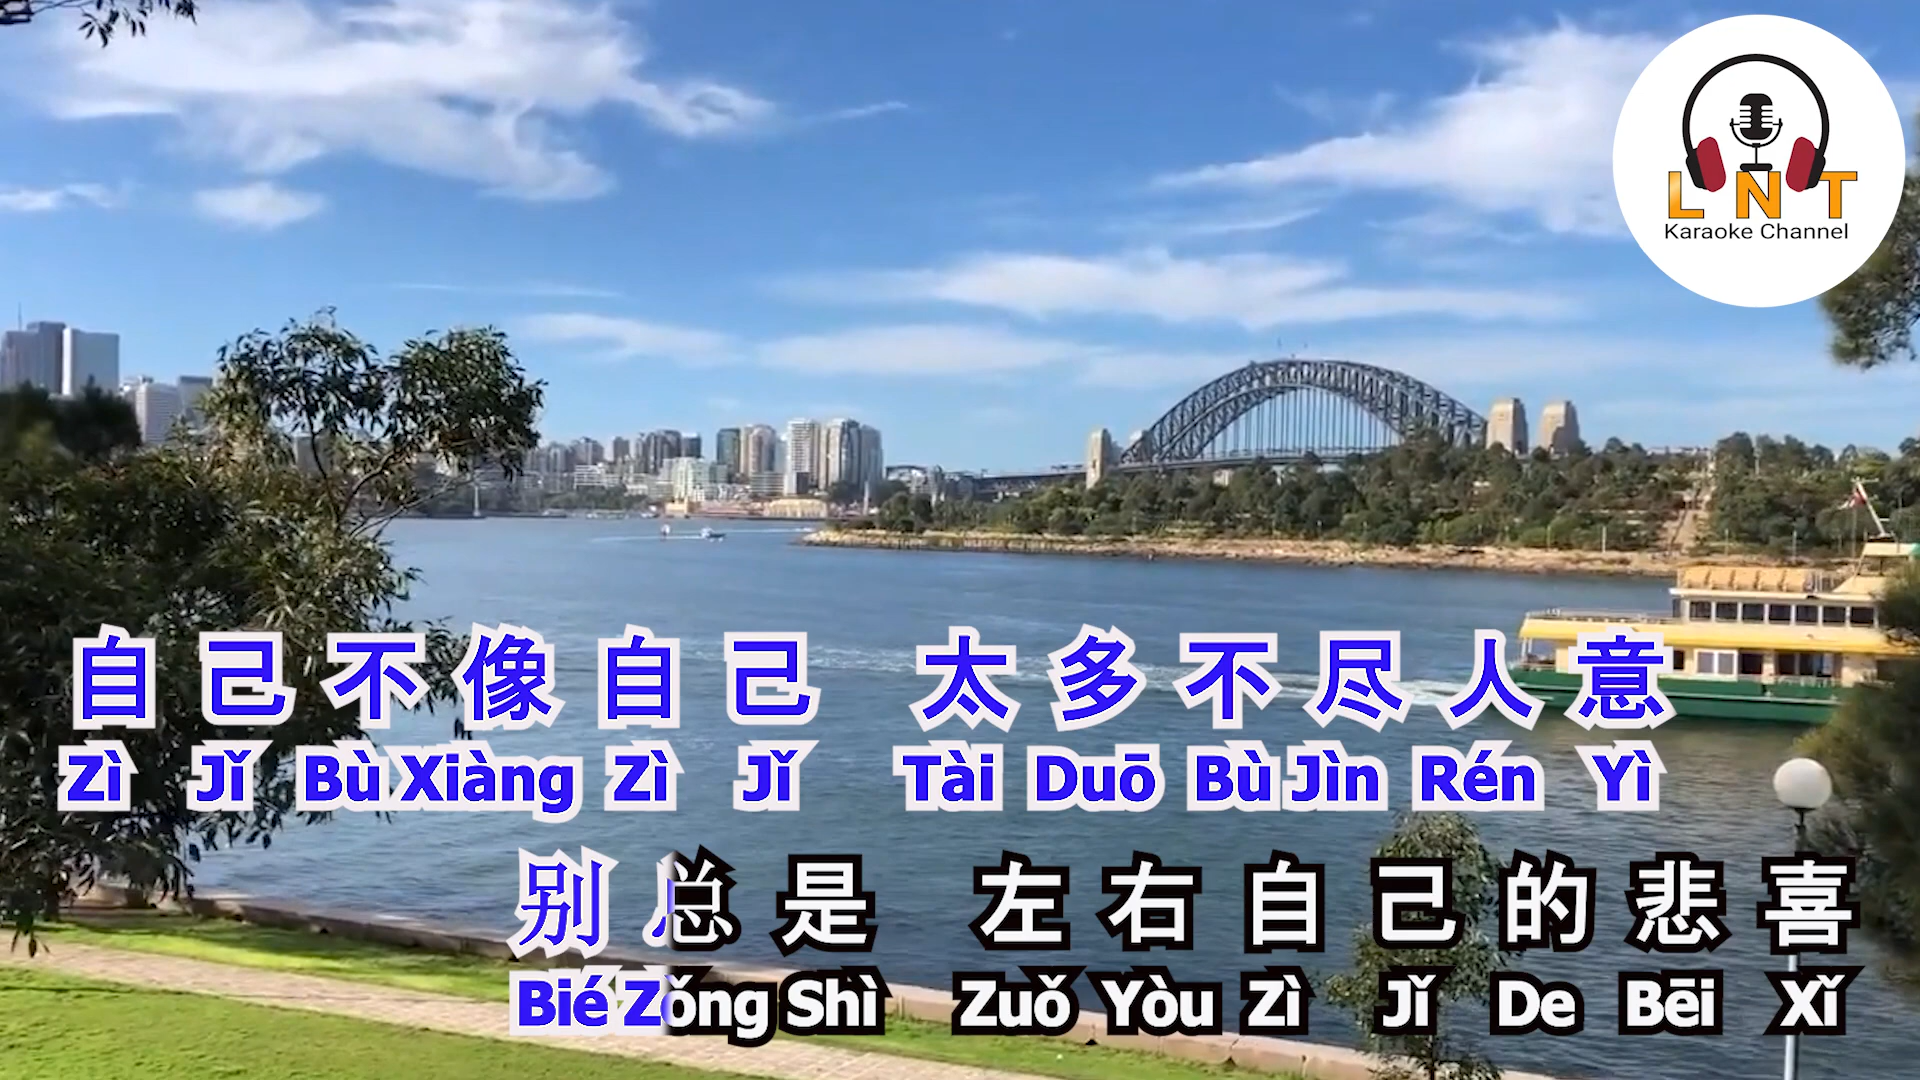 L N T
Karaoke Channel
自己不像自己 太多不尽人意
Zì Jǐ Bù Xiàng Zì Jǐ Tài Duō Bù Jìn Rén Yì
别总是 左右自己的悲喜
Bié Zǒng Shì Zuǒ Yòu Zì Jǐ De Bēi Xǐ